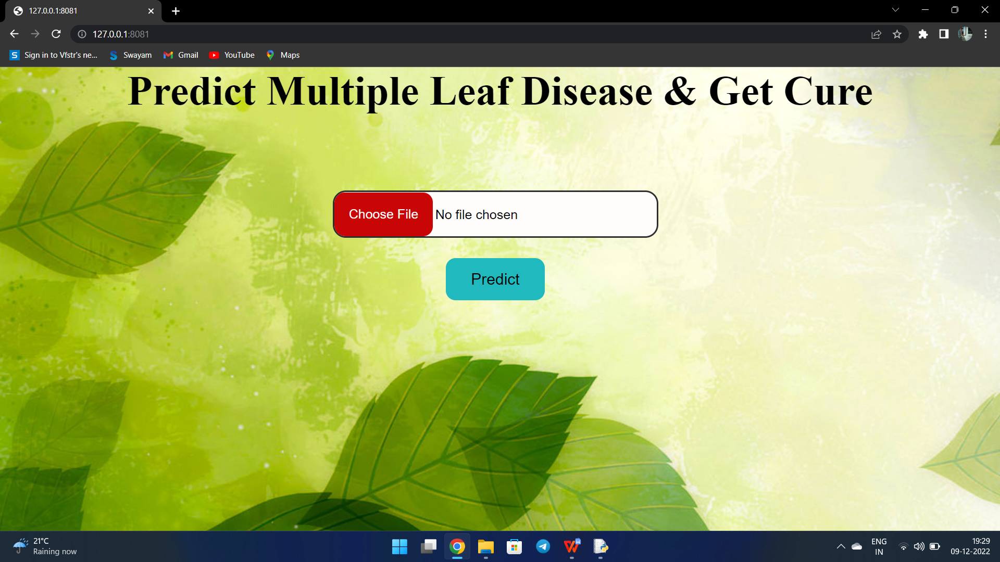 127.0.0.1:8081
127.0.0.1:8081
Sign in to Vfstr's ne...
Swayam
Gmail
YouTube
Maps
Predict Multiple Leaf Disease & Get Cure
Choose File
No file chosen
Predict
21°C
Raining now
ENG
IN
19:29
09-12-2022